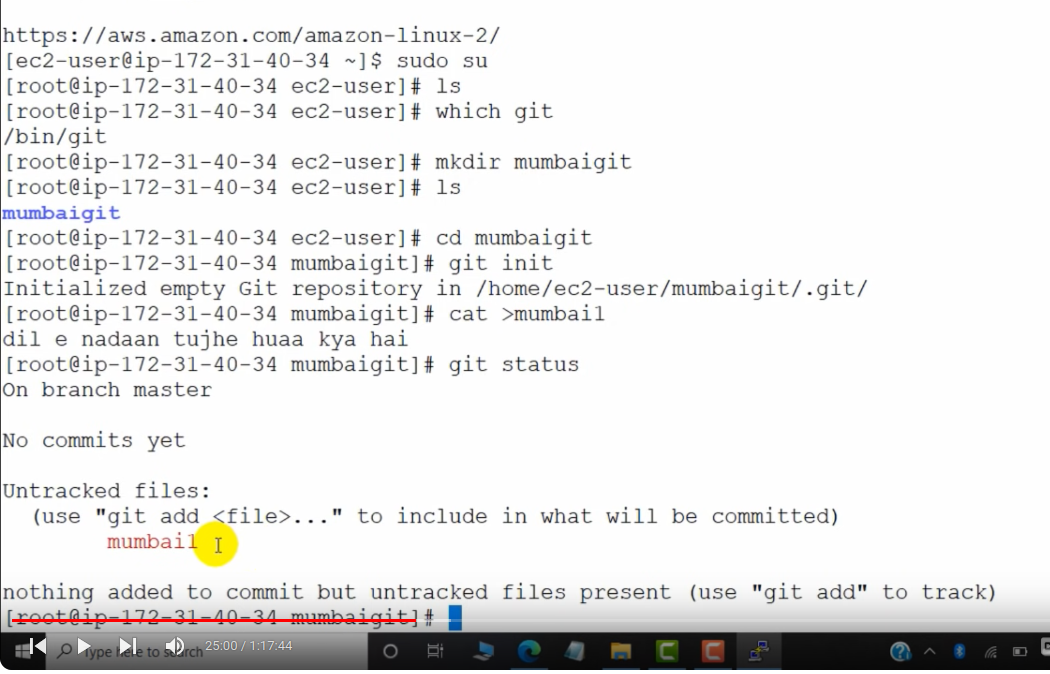 https://aws.amazon.com/amazon-linux-2/
[ec2-user@ip-172-31-40-34 ~]$ sudo su
[root@ip-172-31-40-34 ec2-user]# ls
[root@ip-172-31-40-34 ec2-user]# which git
/bin/git
[root@ip-172-31-40-34 ec2-user]# mkdir mumbaigit
[root@ip-172-31-40-34 ec2-user]# ls
mumbaigit
[root@ip-172-31-40-34 ec2-user]# cd mumbaigit
[root@ip-172-31-40-34 mumbaigit]# git init
Initialized empty Git repository in /home/ec2-user/mumbaigit/.git/
[root@ip-172-31-40-34 mumbaigit]# cat >mumbai1
dil e nadaan tujhe huaa kya hai
[root@ip-172-31-40-34 mumbaigit]# git status
On branch master
No commits yet
Untracked files:
(use "git add <file>..." to include in what will be committed)
mumbai1
nothing added to commit but untracked files present (use "git add" to track)
[root@ip-172-31-40-34 mumbaigit]#
Type here to search
25:00 / 1:17:44